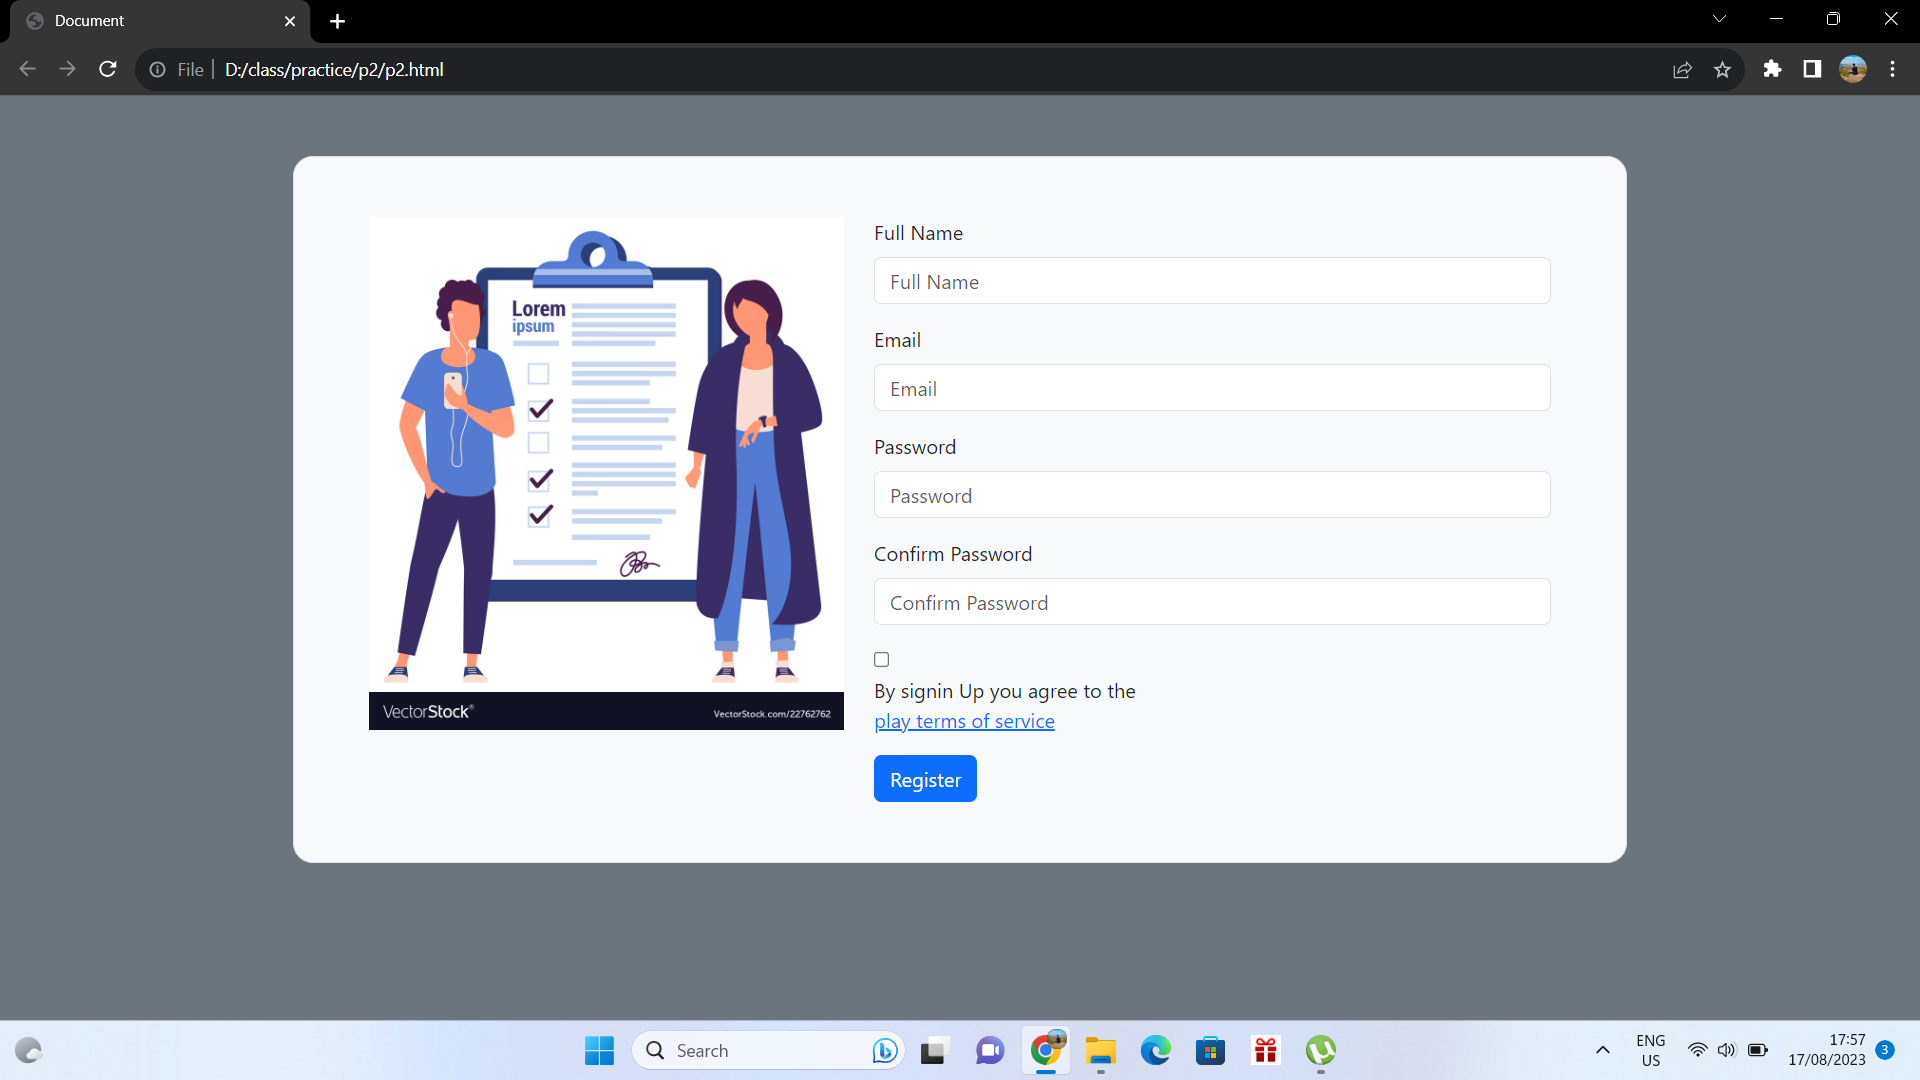 Document
File
D:/class/practice/p2/p2.html
Lorem
ipsum
VectorStock®
VectorStock.com/22762762
Full Name
Full Name
Email
Email
Password
Password
Confirm Password
Confirm Password
By signin Up you agree to the
play terms of service
Register
Search
ENG
US
17:57
17/08/2023
3